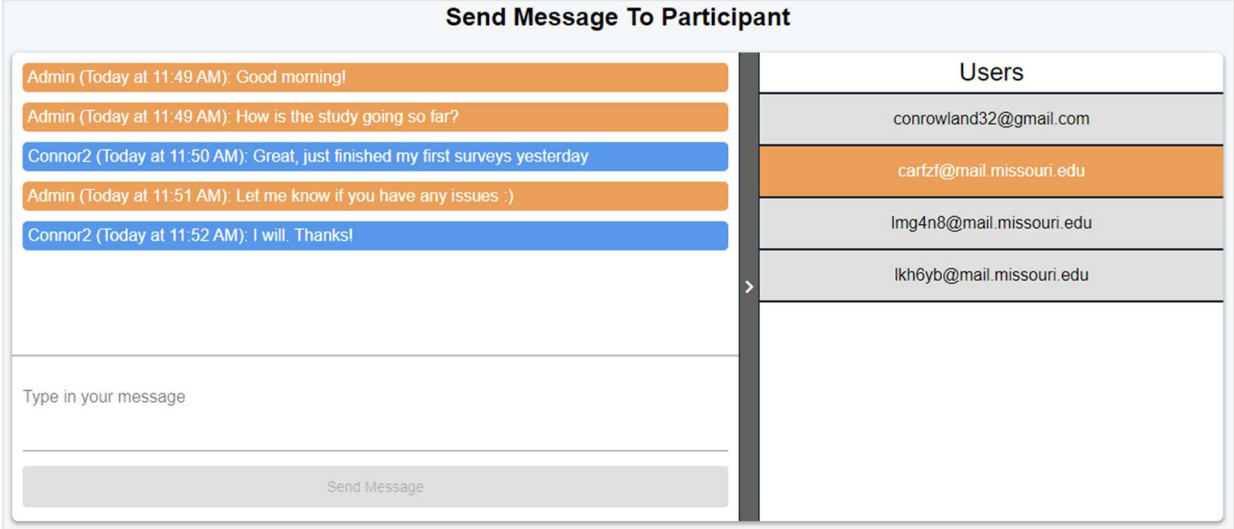 Send Message To Participant
Admin (Today at 11:49 AM): Good morning!
Admin (Today at 11:49 AM): How is the study going so far?
Connor2 (Today at 11:50 AM): Great, just finished my first surveys yesterday
Admin (Today at 11:51 AM): Let me know if you have any issues :)
Connor2 (Today at 11:52 AM): I will. Thanks!
Type in your message
Send Message
Users
conrowland32@gmail.com
carfzf@mail.missouri.edu
lmg4n8@mail.missouri.edu
lkh6yb@mail.missouri.edu